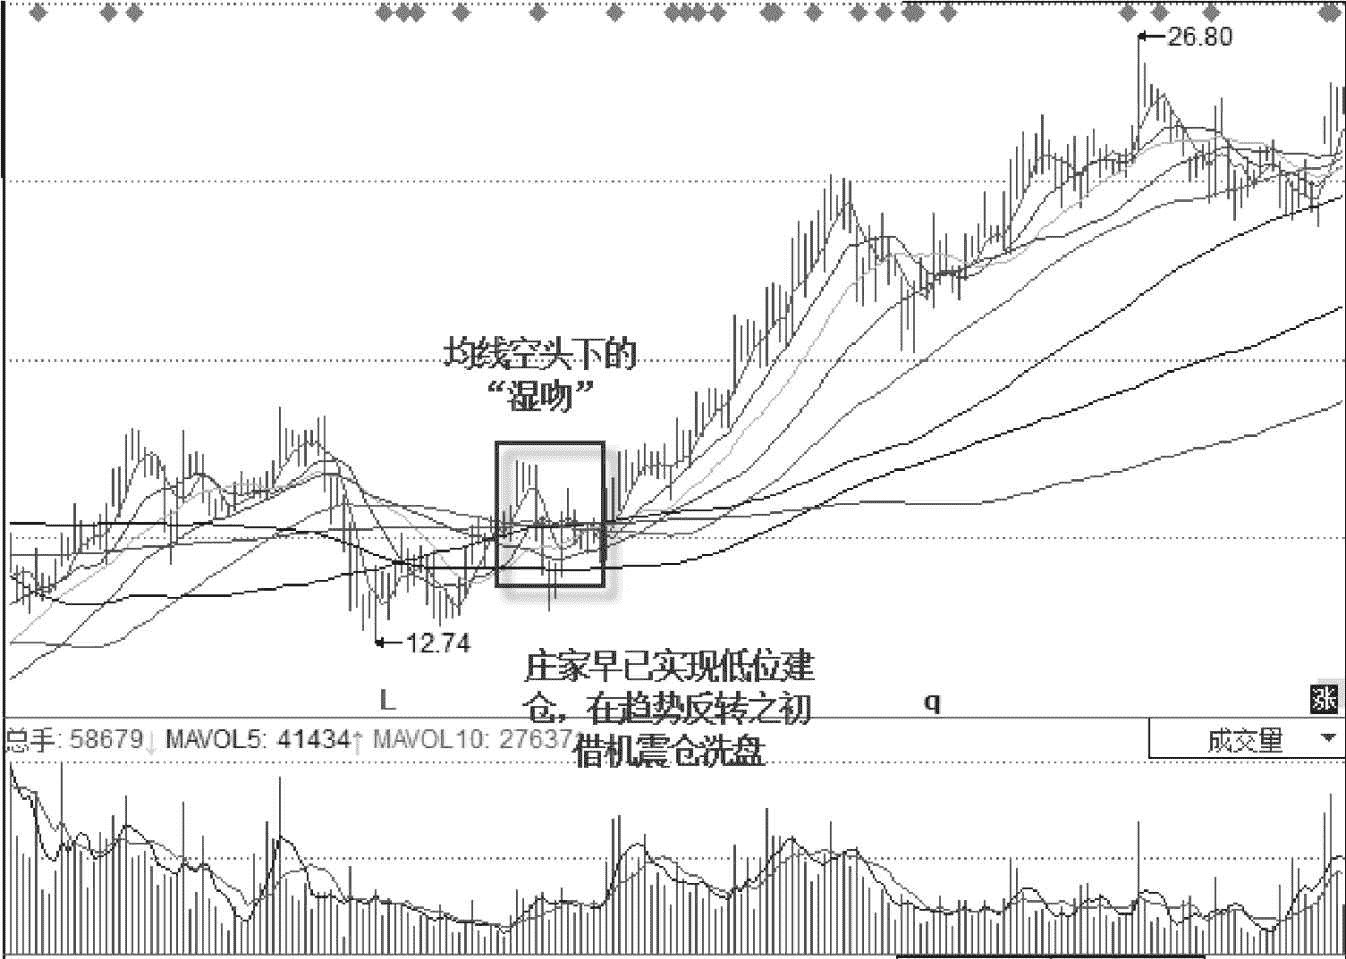 26.80
均线空头下的
“湿吻”
12.74
庄家早已实现低位建
仓，在趋势反转之初
借机震仓洗盘
L
q
涨
总手: 58679↓ MAVOL5: 41434↑ MAVOL10: 27637↑
成交量